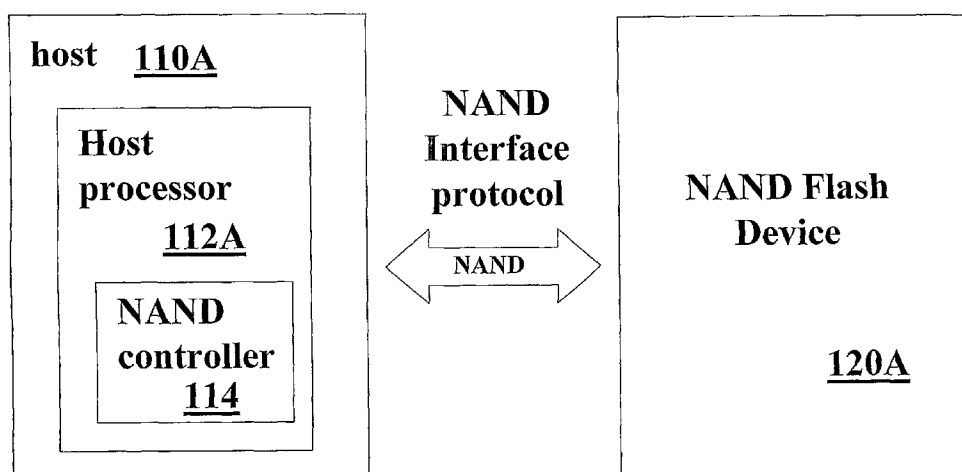 host 110A
Host
processor
112A
NAND
controller
114
NAND
Interface
protocol
NAND
NAND Flash
Device
120A